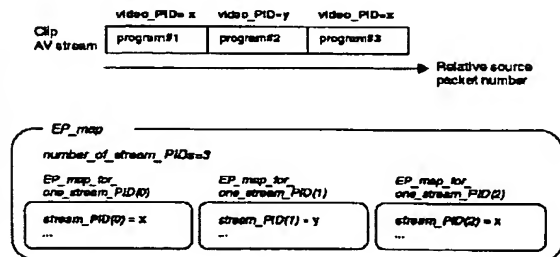 video_PID= x video_PID=y video_PID=x
Clip
AV stream
program#1 program#2 program#3
Relative source
packet number
EP_map
number_of_stream_PIDs=3
EP_map_for_
one_stream_PID(0)
EP_map_for_
one_stream_PID(1)
EP_map_for_
one_stream_PID(2)
stream_PID(0) = x
...
stream_PID(1) = y
...
stream_PID(2) = x
...